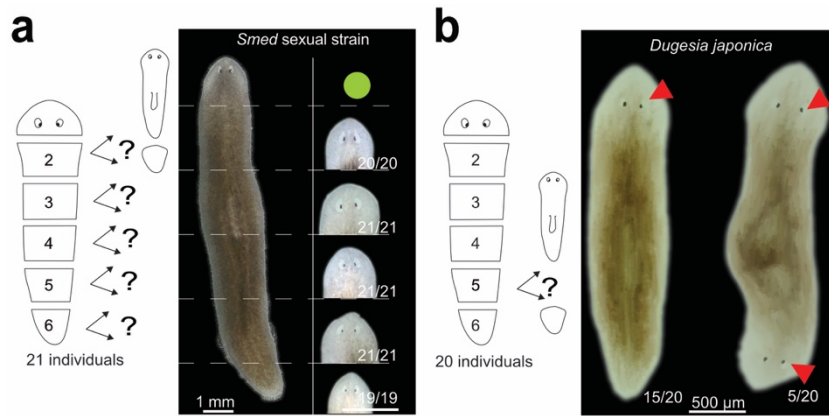 a
2
?
3
?
4
?
5
?
6
?
21 individuals
Smed sexual strain
20/20
21/21
21/21
21/21
19/19
1 mm
b
2
3
4
5
?
6
20 individuals
Dugesia japonica
15/20
500 µm
5/20